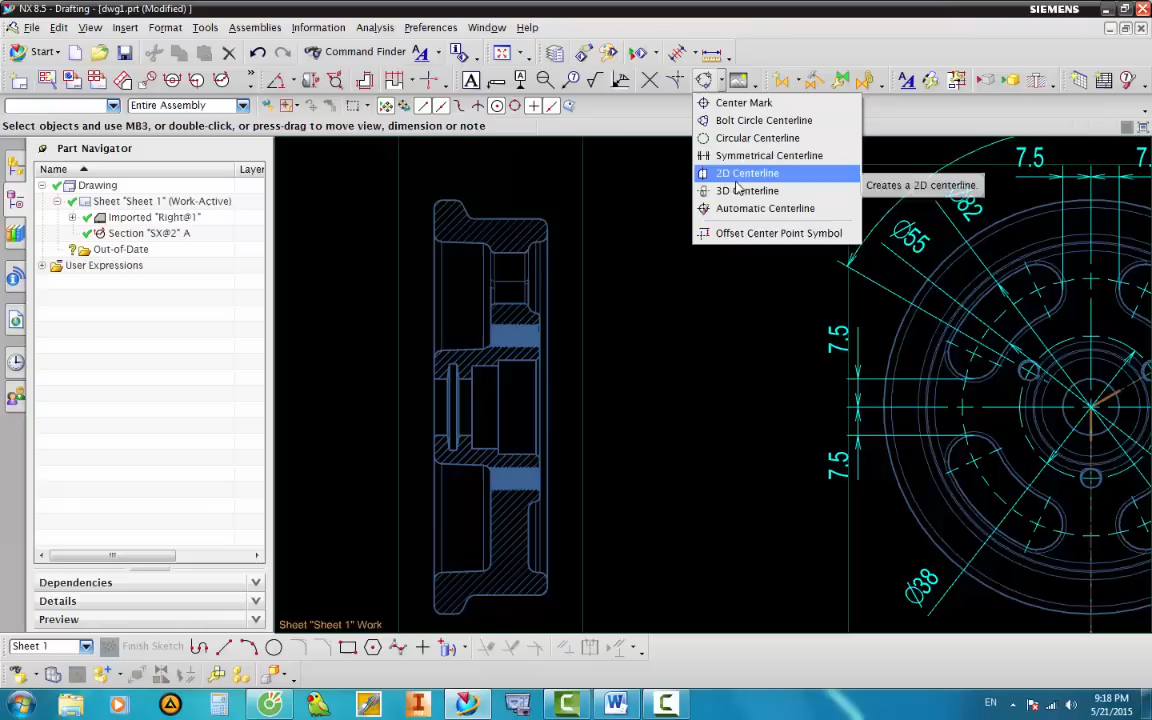 NX 8.5 - Drafting - [dwg1.prt (Modified) ]
SIEMENS
File Edit View Insert Format Tools Assemblies Information Analysis Preferences Window Help
Start
Command Finder
Entire Assembly
Select objects and use MB3, or double-click, or press-drag to move view, dimension or note
Part Navigator
Name
Layer
Drawing
Sheet "Sheet 1" (Work-Active)
Imported "Right@1"
Section "SX@2" A
Out-of-Date
User Expressions
Dependencies
Details
Preview
Center Mark
Bolt Circle Centerline
Circular Centerline
Symmetrical Centerline
2D Centerline
3D Centerline
Automatic Centerline
Offset Center Point Symbol
Creates a 2D centerline.
7.5
7.
Ø82
Ø55
7.5
7.5
Ø38
Sheet "Sheet 1" Work
Sheet 1
Finish Sketch
EN
9:18 PM
5/21/2015